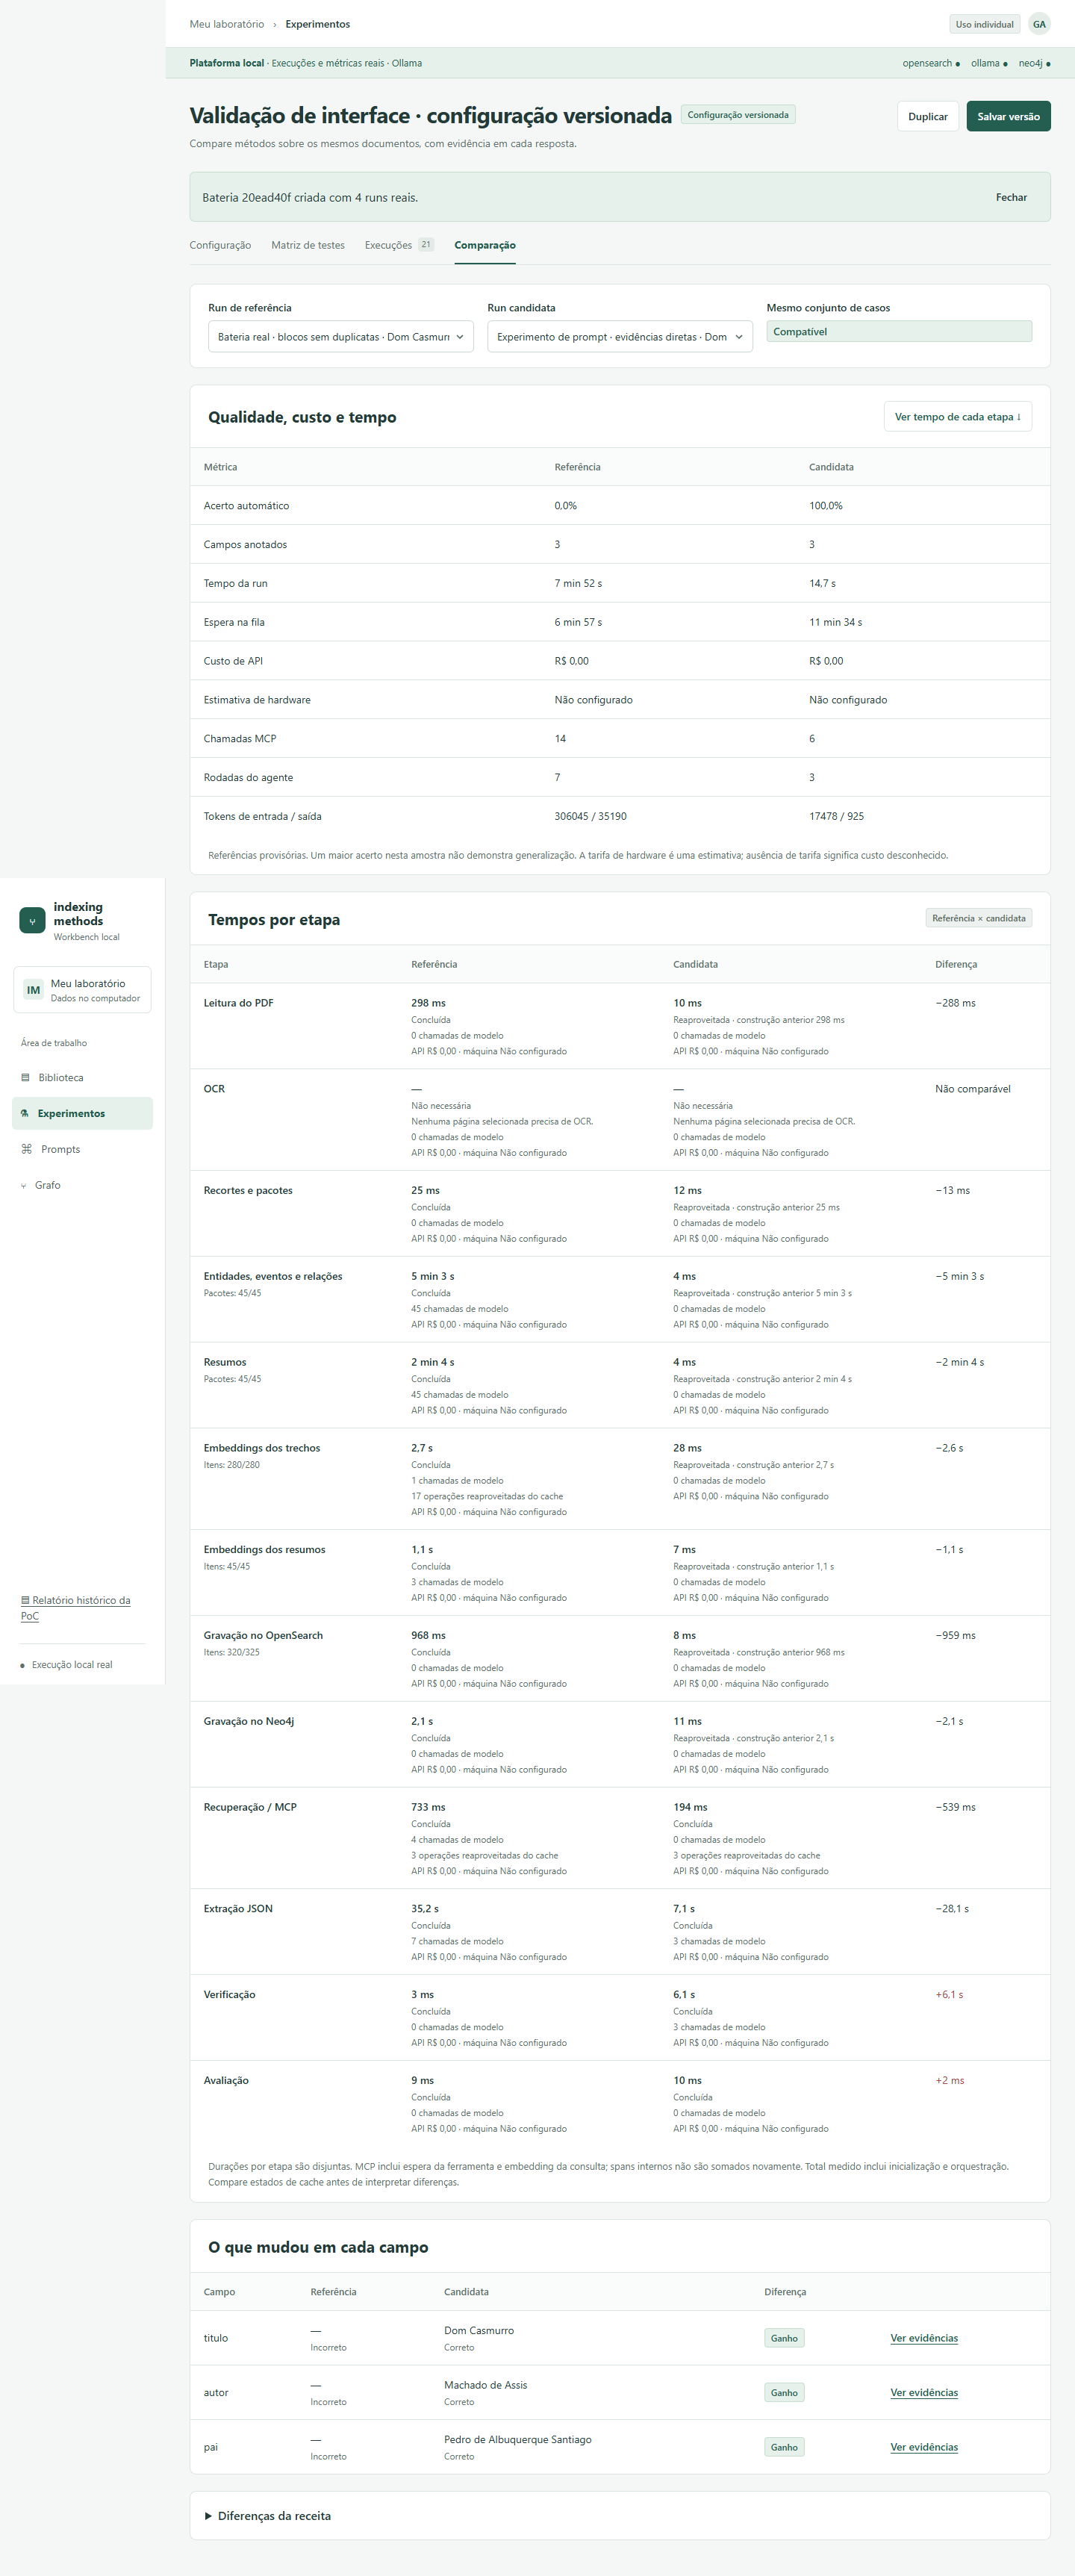 Meu laboratório › Experimentos
Uso individual GA
Plataforma local · Execuções e métricas reais · Ollama
opensearch ● ollama ● neo4j ●
Validação de interface · configuração versionada Configuração versionada
Duplicar Salvar versão
Compare métodos sobre os mesmos documentos, com evidência em cada resposta.
Bateria 20ead40f criada com 4 runs reais. Fechar
Configuração Matriz de testes Execuções 21 Comparação
Run de referência Run candidata Mesmo conjunto de casos
Bateria real · blocos sem duplicatas · Dom Casmuri Experimento de prompt · evidências diretas · Dom Compatível
Qualidade, custo e tempo Ver tempo de cada etapa ↓
Métrica Referência Candidata
Acerto automático 0,0% 100,0%
Campos anotados 3 3
Tempo da run 7 min 52 s 14,7 s
Espera na fila 6 min 57 s 11 min 34 s
Custo de API R$ 0,00 R$ 0,00
Estimativa de hardware Não configurado Não configurado
Chamadas MCP 14 6
Rodadas do agente 7 3
Tokens de entrada / saída 306045 / 35190 17478 / 925
Referências provisórias. Um maior acerto nesta amostra não demonstra generalização. A tarifa de hardware é uma estimativa; ausência de tarifa significa custo desconhecido.
indexing
methods
Workbench local
IM Meu laboratório
Dados no computador
Área de trabalho
Biblioteca
Experimentos
Prompts
Grafo
Relatório histórico da
PoC
● Execução local real
Tempos por etapa Referência × candidata
Etapa Referência Candidata Diferença
Leitura do PDF 298 ms 10 ms −288 ms
Concluída Reaproveitada · construção anterior 298 ms
0 chamadas de modelo 0 chamadas de modelo
API R$ 0,00 · máquina Não configurado API R$ 0,00 · máquina Não configurado
OCR — — Não comparável
Não necessária Não necessária
Nenhuma página selecionada precisa de OCR. Nenhuma página selecionada precisa de OCR.
0 chamadas de modelo 0 chamadas de modelo
API R$ 0,00 · máquina Não configurado API R$ 0,00 · máquina Não configurado
Recortes e pacotes 25 ms 12 ms −13 ms
Concluída Reaproveitada · construção anterior 25 ms
0 chamadas de modelo 0 chamadas de modelo
API R$ 0,00 · máquina Não configurado API R$ 0,00 · máquina Não configurado
Entidades, eventos e relações 5 min 3 s 4 ms −5 min 3 s
Pacotes: 45/45 Concluída Reaproveitada · construção anterior 5 min 3 s
45 chamadas de modelo 0 chamadas de modelo
API R$ 0,00 · máquina Não configurado API R$ 0,00 · máquina Não configurado
Resumos 2 min 4 s 4 ms −2 min 4 s
Pacotes: 45/45 Concluída Reaproveitada · construção anterior 2 min 4 s
45 chamadas de modelo 0 chamadas de modelo
API R$ 0,00 · máquina Não configurado API R$ 0,00 · máquina Não configurado
Embeddings dos trechos 2,7 s 28 ms −2,6 s
Itens: 280/280 Concluída Reaproveitada · construção anterior 2,7 s
1 chamadas de modelo 0 chamadas de modelo
17 operações reaproveitadas do cache API R$ 0,00 · máquina Não configurado
API R$ 0,00 · máquina Não configurado
Embeddings dos resumos 1,1 s 7 ms −1,1 s
Itens: 45/45 Concluída Reaproveitada · construção anterior 1,1 s
3 chamadas de modelo 0 chamadas de modelo
API R$ 0,00 · máquina Não configurado API R$ 0,00 · máquina Não configurado
Gravação no OpenSearch 968 ms 8 ms −959 ms
Itens: 320/325 Concluída Reaproveitada · construção anterior 968 ms
0 chamadas de modelo 0 chamadas de modelo
API R$ 0,00 · máquina Não configurado API R$ 0,00 · máquina Não configurado
Gravação no Neo4j 2,1 s 11 ms −2,1 s
Concluída Reaproveitada · construção anterior 2,1 s
0 chamadas de modelo 0 chamadas de modelo
API R$ 0,00 · máquina Não configurado API R$ 0,00 · máquina Não configurado
Recuperação / MCP 733 ms 194 ms −539 ms
Concluída Concluída
4 chamadas de modelo 0 chamadas de modelo
3 operações reaproveitadas do cache 3 operações reaproveitadas do cache
API R$ 0,00 · máquina Não configurado API R$ 0,00 · máquina Não configurado
Extração JSON 35,2 s 7,1 s −28,1 s
Concluída Concluída
7 chamadas de modelo 3 chamadas de modelo
API R$ 0,00 · máquina Não configurado API R$ 0,00 · máquina Não configurado
Verificação 3 ms 6,1 s +6,1 s
Concluída Concluída
0 chamadas de modelo 3 chamadas de modelo
API R$ 0,00 · máquina Não configurado API R$ 0,00 · máquina Não configurado
Avaliação 9 ms 10 ms +2 ms
Concluída Concluída
0 chamadas de modelo 0 chamadas de modelo
API R$ 0,00 · máquina Não configurado API R$ 0,00 · máquina Não configurado
Durações por etapa são disjuntas. MCP inclui espera da ferramenta e embedding da consulta; spans internos não são somados novamente. Total medido inclui inicialização e orquestração.
Compare estados de cache antes de interpretar diferenças.
O que mudou em cada campo
Campo Referência Candidata Diferença
titulo — Dom Casmurro Ganho Ver evidências
Incorreto Correto
autor — Machado de Assis Ganho Ver evidências
Incorreto Correto
pai — Pedro de Albuquerque Santiago Ganho Ver evidências
Incorreto Correto
▶ Diferenças da receita